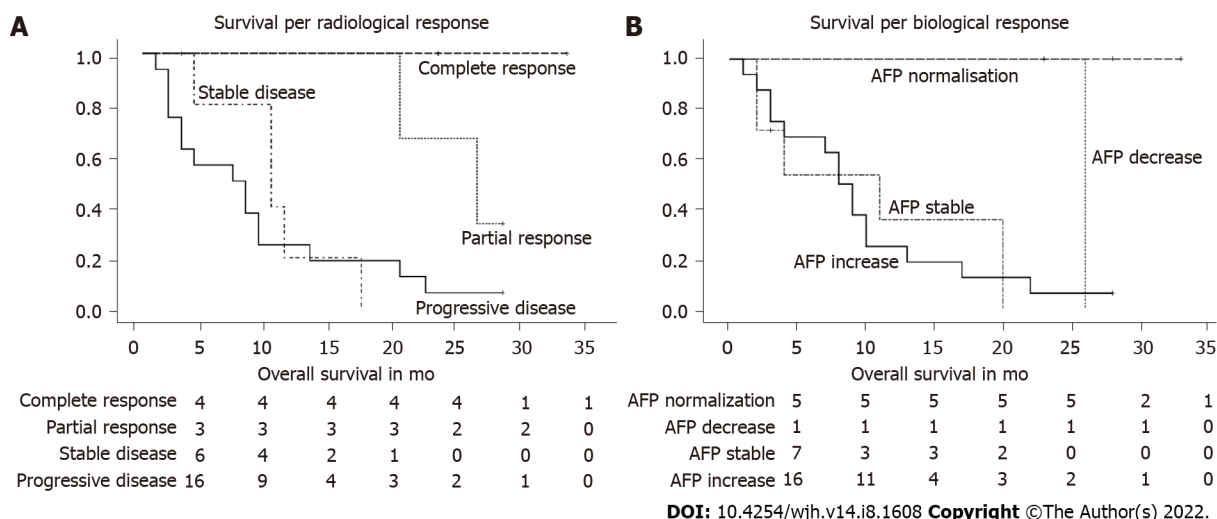 A
Survival per radiological response
1.0
0.8
0.6
0.4
0.2
0.0
Complete response
Stable disease
Partial response
Progressive disease
0 5 10 15 20 25 30 35
Overall survival in mo
Complete response 4 4 4 4 4 1 1
Partial response 3 3 3 3 2 2 0
Stable disease 6 4 2 1 0 0 0
Progressive disease 16 9 4 3 2 1 0
B
Survival per biological response
1.0
0.8
0.6
0.4
0.2
0.0
AFP normalisation
AFP decrease
AFP stable
AFP increase
0 5 10 15 20 25 30 35
Overall survival in mo
AFP normalization 5 5 5 5 5 2 1
AFP decrease 1 1 1 1 1 1 0
AFP stable 7 3 3 2 0 0 0
AFP increase 16 11 4 3 2 1 0
DOI: 10.4254/wjh.v14.i8.1608 Copyright ©The Author(s) 2022.